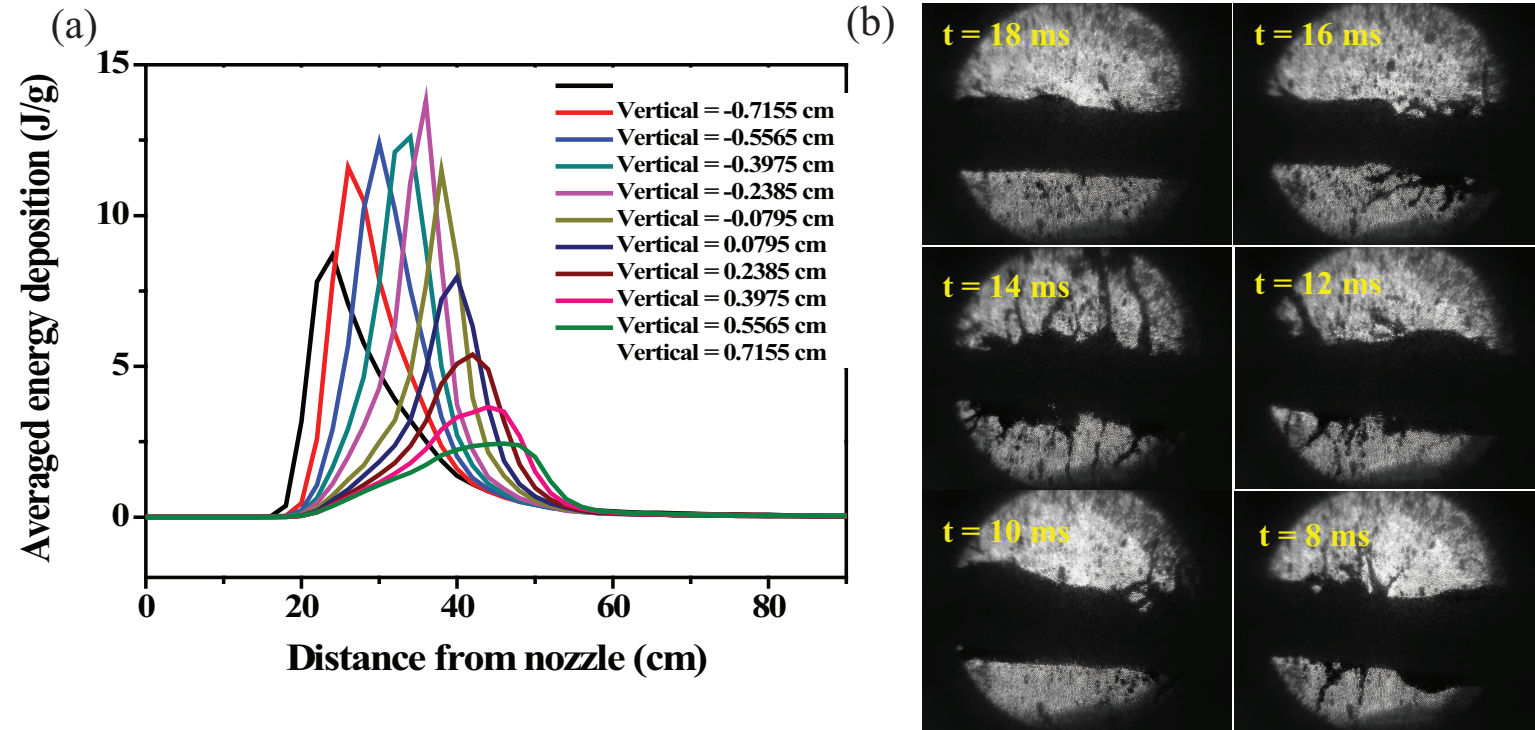 (a)
Averaged energy deposition (J/g)
15
10
5
0
Vertical = -0.7155 cm
Vertical = -0.5565 cm
Vertical = -0.3975 cm
Vertical = -0.2385 cm
Vertical = -0.0795 cm
Vertical = 0.0795 cm
Vertical = 0.2385 cm
Vertical = 0.3975 cm
Vertical = 0.5565 cm
Vertical = 0.7155 cm
0 20 40 60 80
Distance from nozzle (cm)
(b)
t = 18 ms
t = 16 ms
t = 14 ms
t = 12 ms
t = 10 ms
t = 8 ms